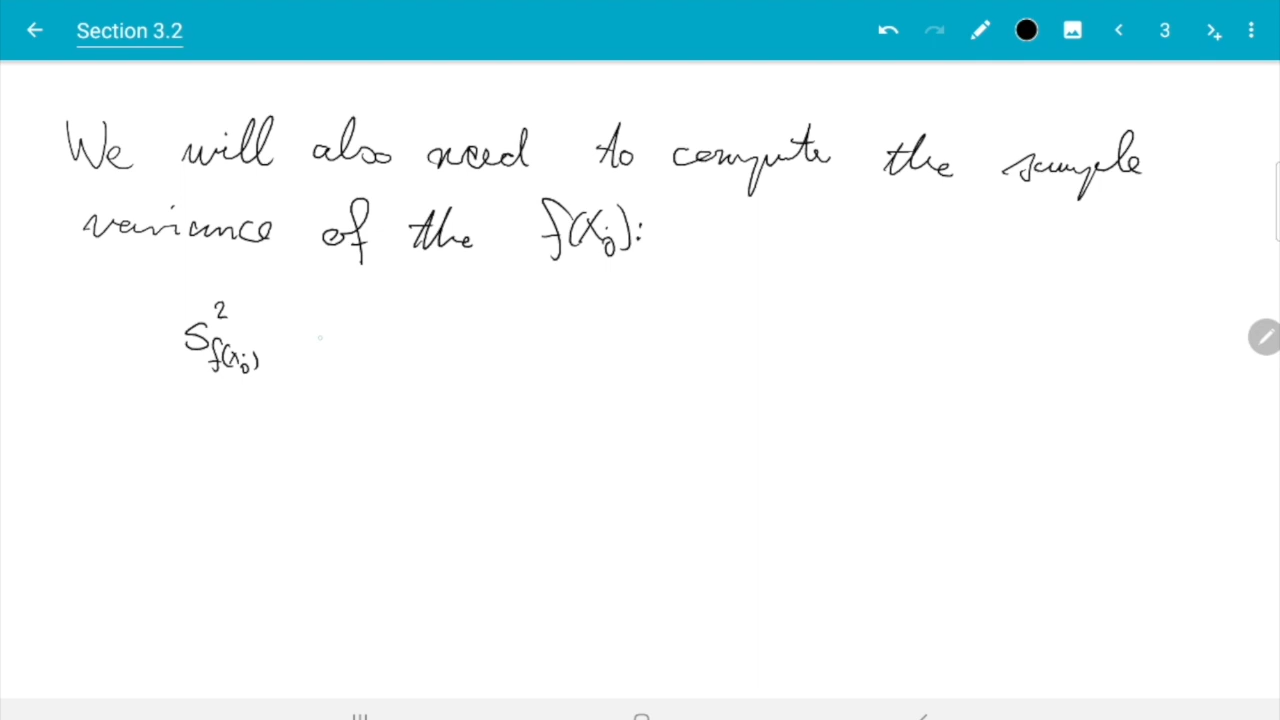 Section 3.2
3
We will also need to compute the sample
variance of the f(Xj):
S²f(Xj)